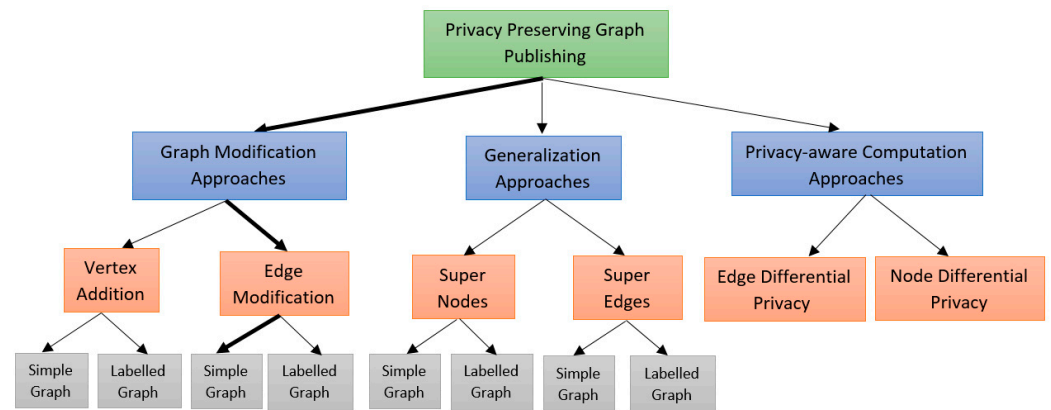 Privacy Preserving Graph
Publishing
Graph Modification
Approaches
Generalization
Approaches
Privacy-aware Computation
Approaches
Vertex
Addition
Edge
Modification
Super
Nodes
Super
Edges
Edge Differential
Privacy
Node Differential
Privacy
Simple
Graph
Labelled
Graph
Simple
Graph
Labelled
Graph
Simple
Graph
Labelled
Graph
Simple
Graph
Labelled
Graph